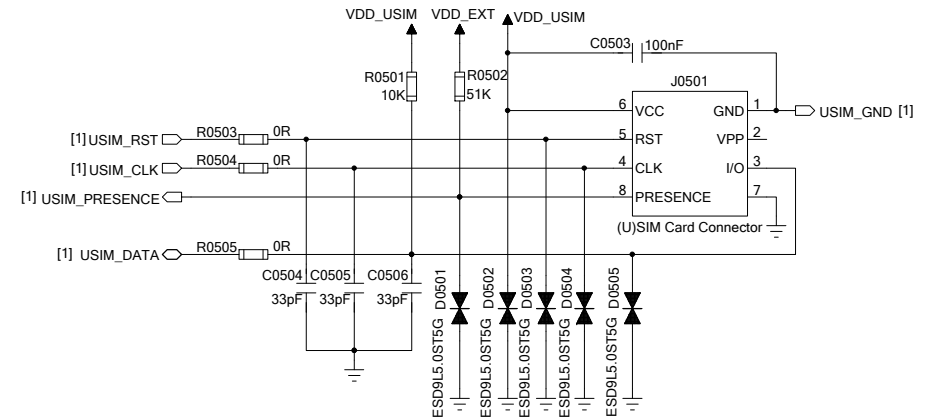 VDD_USIM VDD_EXT VDD_USIM
C0503 100nF
R0501 10K
R0502 51K
J0501
6 VCC GND 1 USIM_GND [1]
[1] USIM_RST R0503 0R 5 RST VPP 2
[1] USIM_CLK R0504 0R 4 CLK I/O 3
[1] USIM_PRESENCE 8 PRESENCE 7
(U)SIM Card Connector
[1] USIM_DATA R0505 0R
C0504 C0505 C0506
33pF 33pF 33pF
ESD9L5.0ST5G D0501
ESD9L5.0ST5G D0502
ESD9L5.0ST5G D0503
ESD9L5.0ST5G D0504
ESD9L5.0ST5G D0505